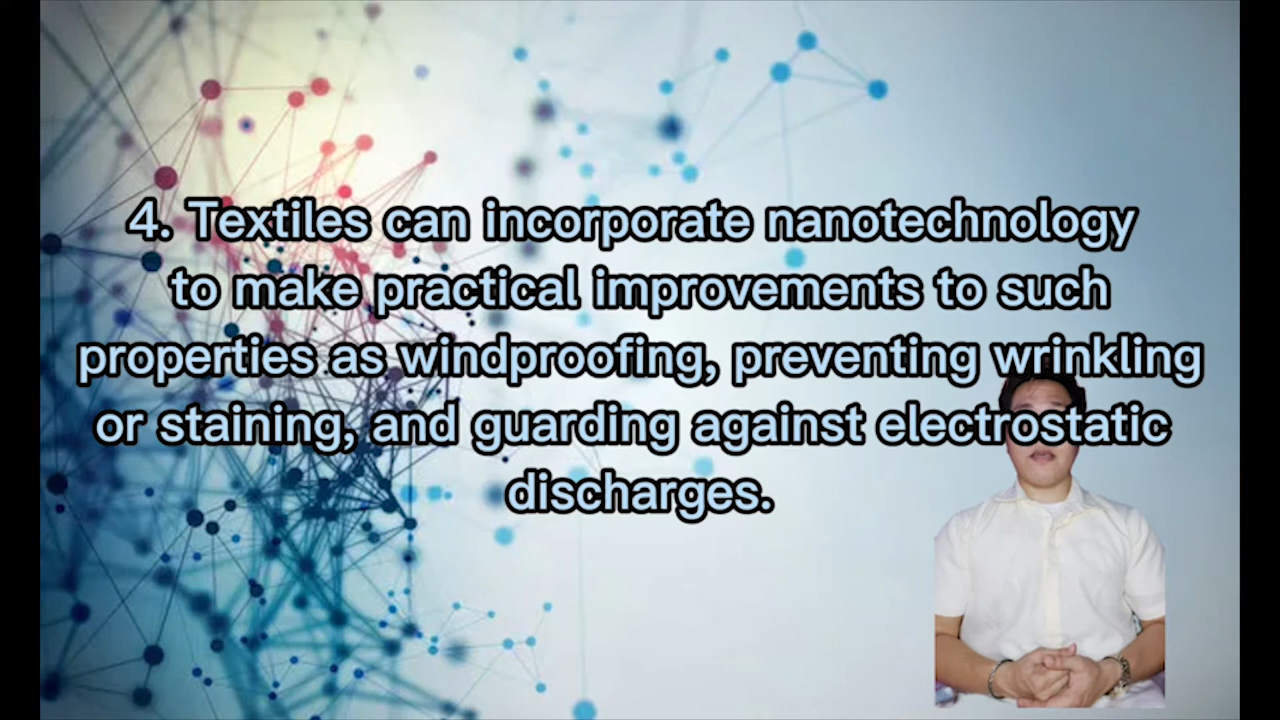 4. Textiles can incorporate nanotechnology
to make practical improvements to such
properties as windproofing, preventing wrinkling
or staining, and guarding against electrostatic
discharges.